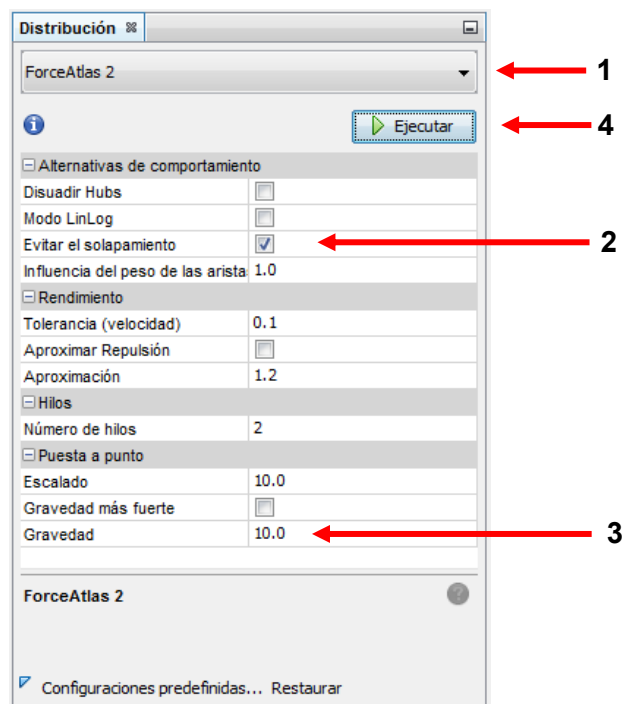 Distribución
ForceAtlas 2
1
Ejecutar
4
Alternativas de comportamiento
Disuadir Hubs
Modo LinLog
Evitar el solapamiento
2
Influencia del peso de las arista 1.0
Rendimiento
Tolerancia (velocidad) 0.1
Aproximar Repulsión
Aproximación 1.2
Hilos
Número de hilos 2
Puesta a punto
Escalado 10.0
Gravedad más fuerte
Gravedad 10.0
3
ForceAtlas 2
Configuraciones predefinidas... Restaurar